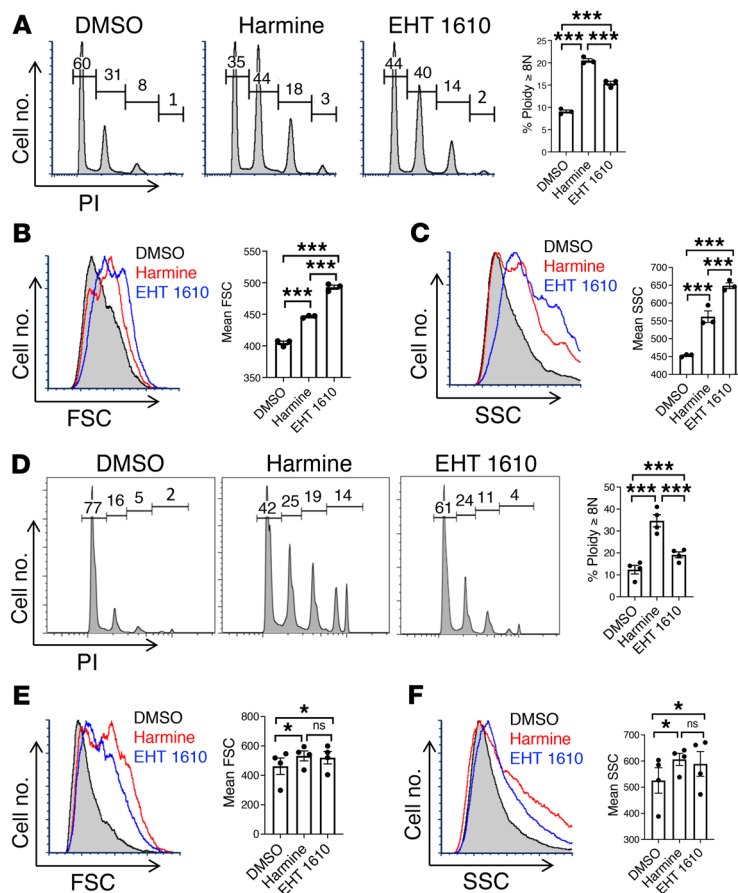 A
DMSO
Harmine
EHT 1610
60
31
8
1
35
44
18
3
44
40
14
2
Cell no.
PI
% Ploidy ≥ 8N
25
20
15
10
5
0
***
*** ***
DMSO
Harmine
EHT 1610
B
DMSO
Harmine
EHT 1610
Cell no.
FSC
Mean FSC
550
500
450
400
350
***
***
***
DMSO
Harmine
EHT 1610
C
DMSO
Harmine
EHT 1610
Cell no.
SSC
Mean SSC
700
650
600
550
500
450
400
***
***
***
DMSO
Harmine
EHT 1610
D
DMSO
Harmine
EHT 1610
77
16
5
2
42
25
19
14
61
24
11
4
Cell no.
PI
% Ploidy ≥ 8N
50
40
30
20
10
0
***
*** ***
DMSO
Harmine
EHT 1610
E
DMSO
Harmine
EHT 1610
Cell no.
FSC
Mean FSC
800
600
400
200
0
*
* ns
DMSO
Harmine
EHT 1610
F
DMSO
Harmine
EHT 1610
Cell no.
SSC
Mean SSC
700
600
500
400
300
*
* ns
DMSO
Harmine
EHT 1610